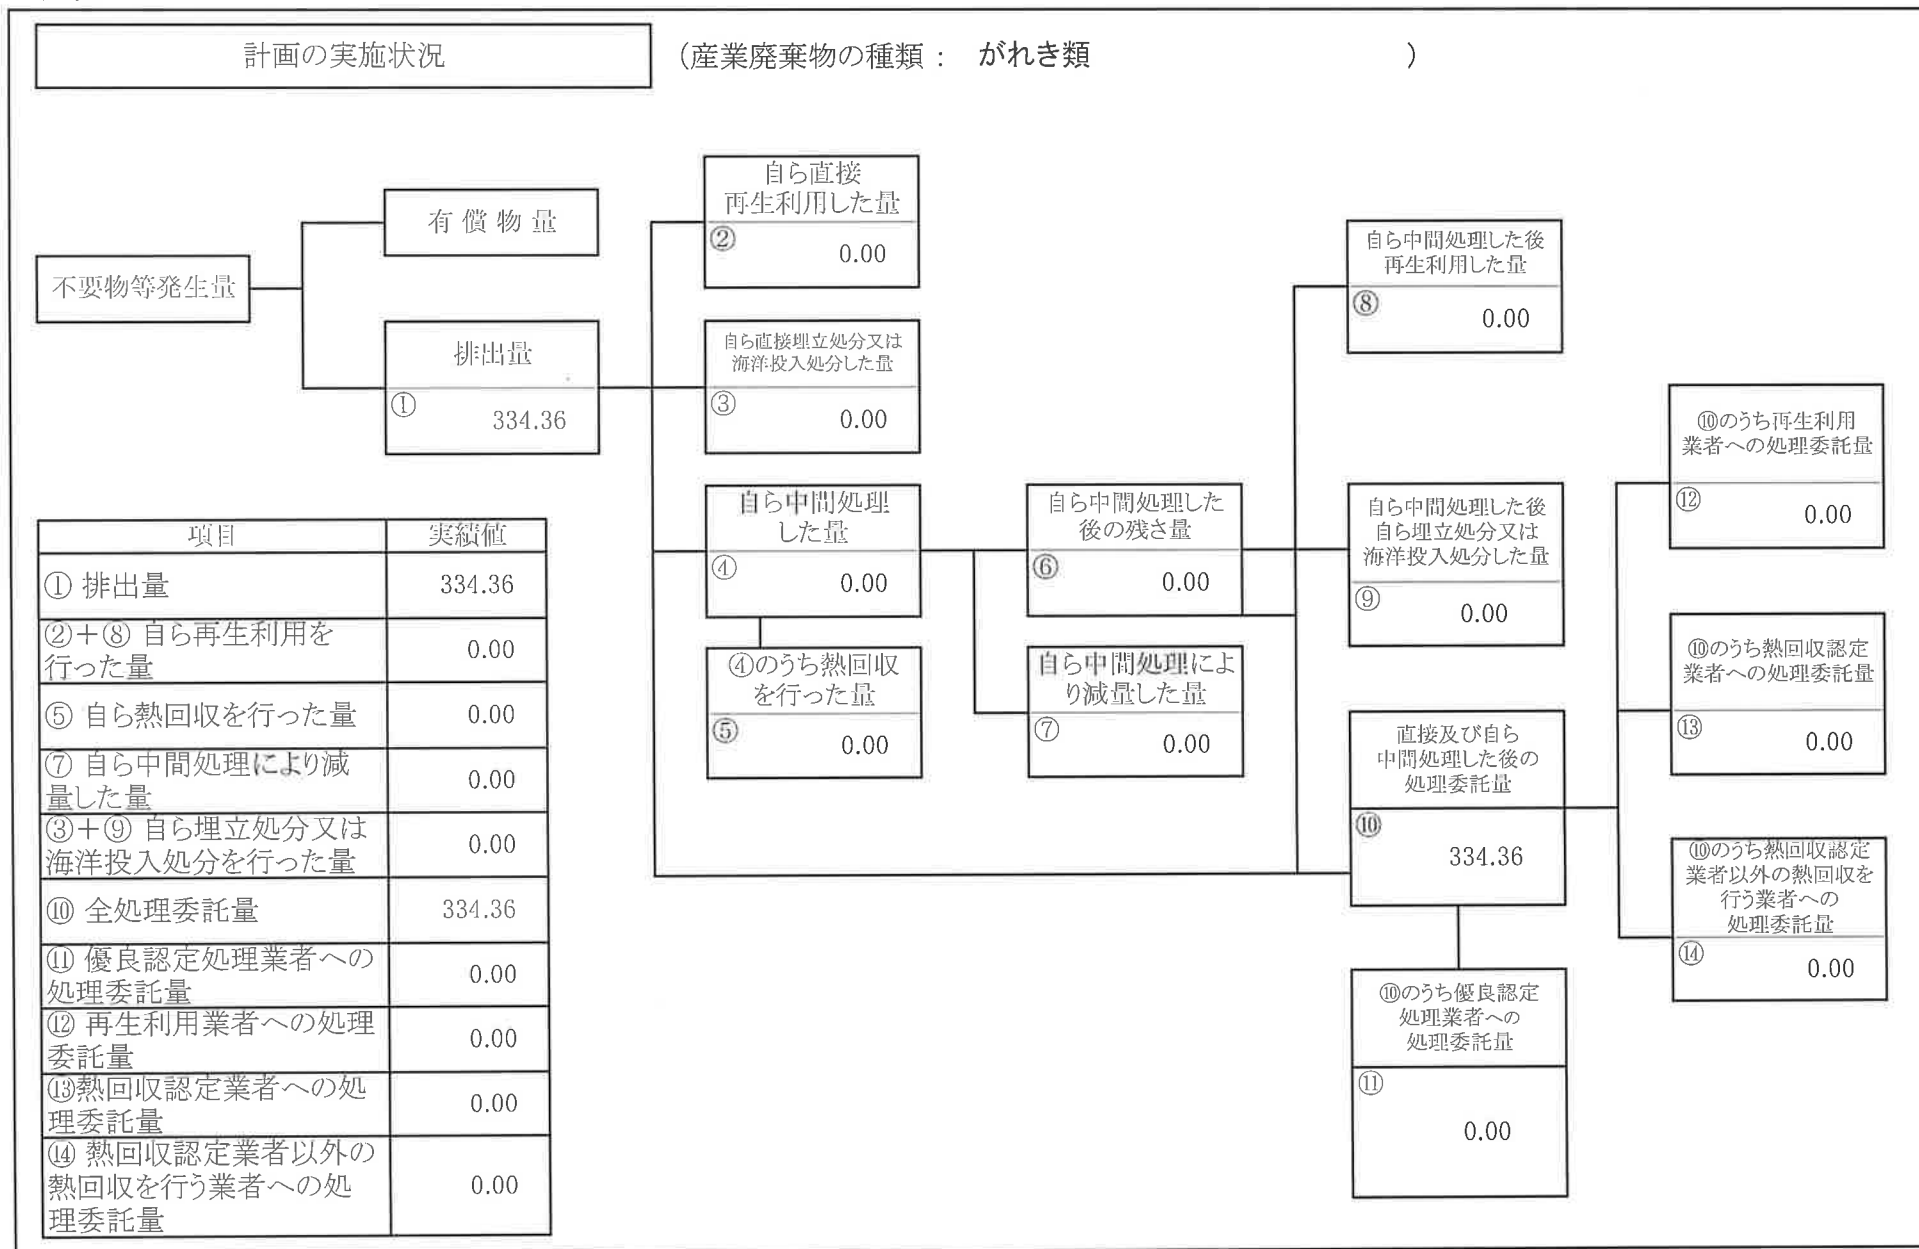 計画の実施状況
(産業廃棄物の種類： がれき類 )
不要物等発生量
有償物量
排出量
①
334.36
自ら直接
再生利用した量
②
0.00
自ら直接埋立処分又は
海洋投入処分した量
③
0.00
自ら中間処理
した量
④
0.00
④のうち熱回収
を行った量
⑤
0.00
自ら中間処理した
後の残さ量
⑥
0.00
自ら中間処理によ
り減量した量
⑦
0.00
自ら中間処理した後
再生利用した量
⑧
0.00
自ら中間処理した後
自ら埋立処分又は
海洋投入処分した量
⑨
0.00
直接及び自ら
中間処理した後の
処理委託量
⑩
334.36
⑩のうち優良認定
処理業者への
処理委託量
⑪
0.00
⑩のうち再生利用
業者への処理委託量
⑫
0.00
⑩のうち熱回収認定
業者への処理委託量
⑬
0.00
⑩のうち熱回収認定
業者以外の熱回収を
行う業者への
処理委託量
⑭
0.00
項目 実績値
① 排出量 334.36
②＋⑧ 自ら再生利用を
行った量 0.00
⑤ 自ら熱回収を行った量 0.00
⑦ 自ら中間処理により減
量した量 0.00
③＋⑨ 自ら埋立処分又は
海洋投入処分を行った量 0.00
⑩ 全処理委託量 334.36
⑪ 優良認定処理業者への
処理委託量 0.00
⑫ 再生利用業者への処理
委託量 0.00
⑬熱回収認定業者への処
理委託量 0.00
⑭ 熱回収認定業者以外の
熱回収を行う業者への処
理委託量 0.00